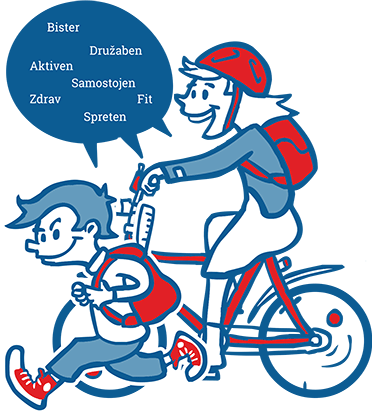 Bister
Družaben
Aktiven
Samostojen
Zdrav Fit
Spreten